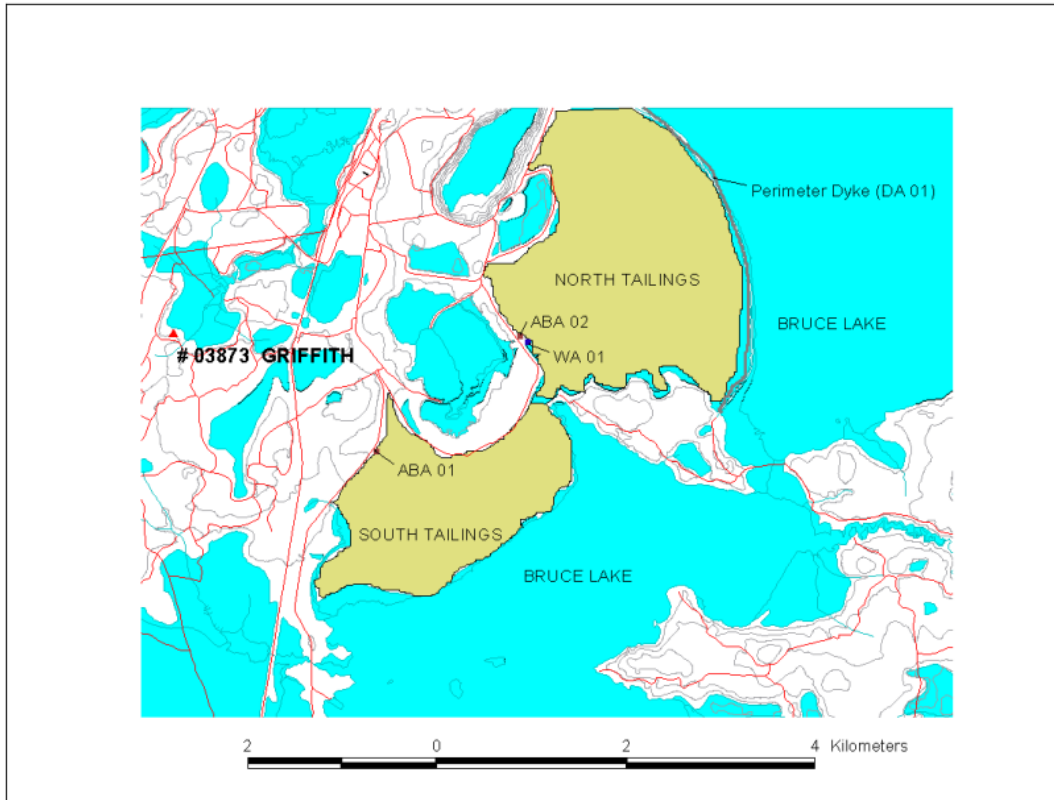 Perimeter Dyke (DA 01)
NORTH TAILINGS
ABA 02
BRUCE LAKE
WA 01
# 03873 GRIFFITH
ABA 01
SOUTH TAILINGS
BRUCE LAKE
2 0 2 4 Kilometers